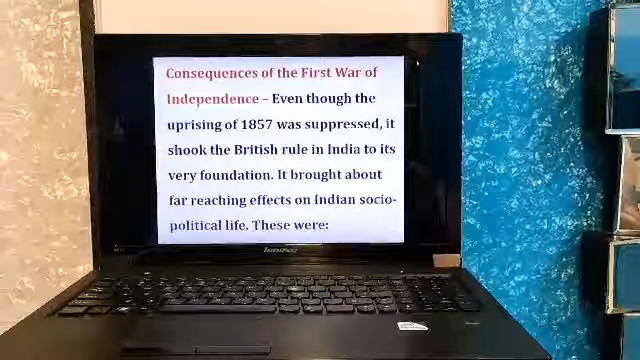 Consequences of the First War of
Independence – Even though the
uprising of 1857 was suppressed, it
shook the British rule in India to its
very foundation. It brought about
far reaching effects on Indian socio-
political life. These were:
lenovo